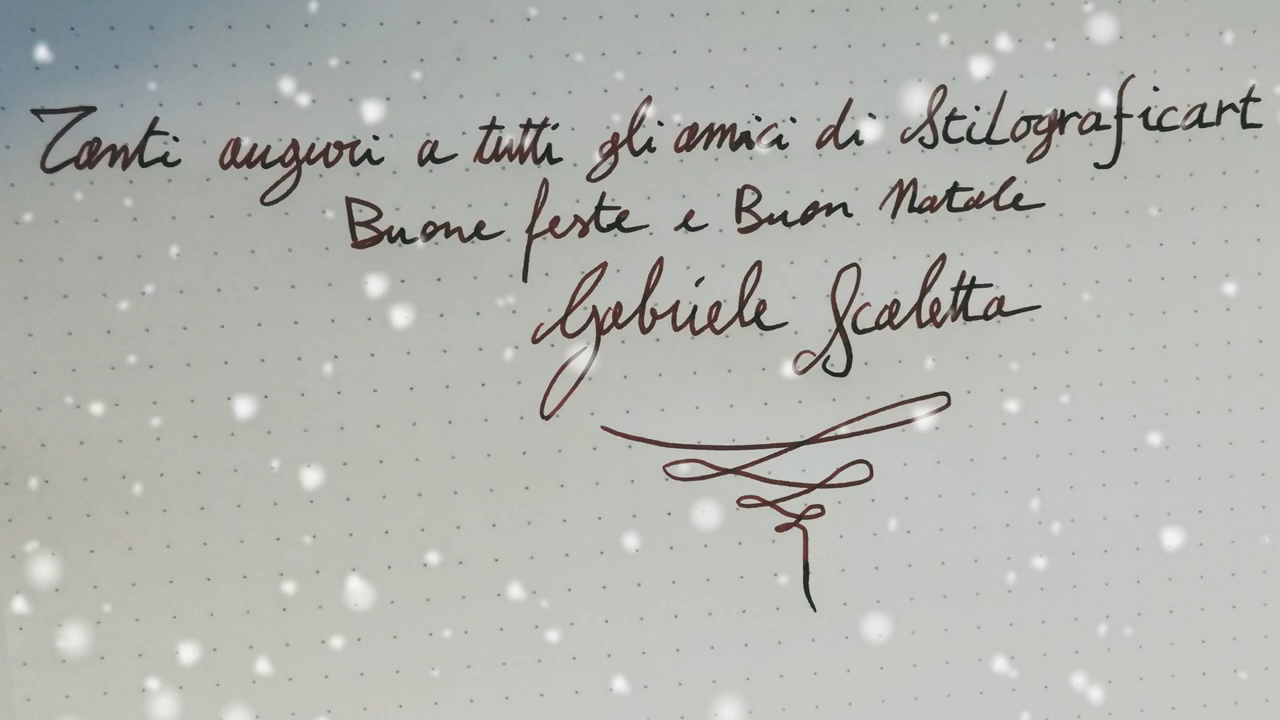 Tanti auguri a tutti gli amici di Stilograficart
Buone feste e Buon Natale
Gabriele Scaletta